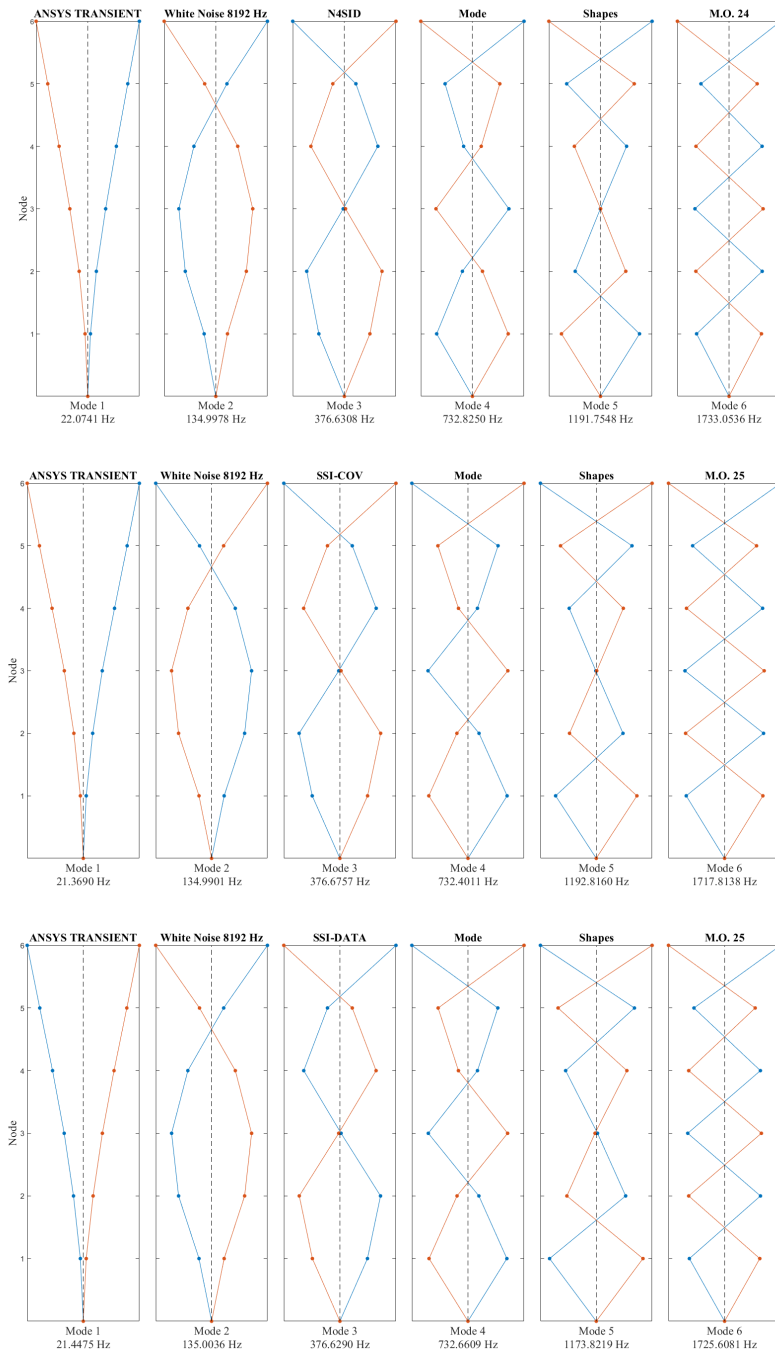 ANSYS TRANSIENT White Noise 8192 Hz N4SID Mode Shapes M.O. 24
6
5
4
3
2
1
Node
Mode 1 Mode 2 Mode 3 Mode 4 Mode 5 Mode 6
22.0741 Hz 134.9978 Hz 376.6308 Hz 732.8250 Hz 1191.7548 Hz 1733.0536 Hz
ANSYS TRANSIENT White Noise 8192 Hz SSI-COV Mode Shapes M.O. 25
6
5
4
3
2
1
Node
Mode 1 Mode 2 Mode 3 Mode 4 Mode 5 Mode 6
21.3690 Hz 134.9901 Hz 376.6757 Hz 732.4011 Hz 1192.8160 Hz 1717.8138 Hz
ANSYS TRANSIENT White Noise 8192 Hz SSI-DATA Mode Shapes M.O. 25
6
5
4
3
2
1
Node
Mode 1 Mode 2 Mode 3 Mode 4 Mode 5 Mode 6
21.4475 Hz 135.0036 Hz 376.6290 Hz 732.6609 Hz 1173.8219 Hz 1725.6081 Hz